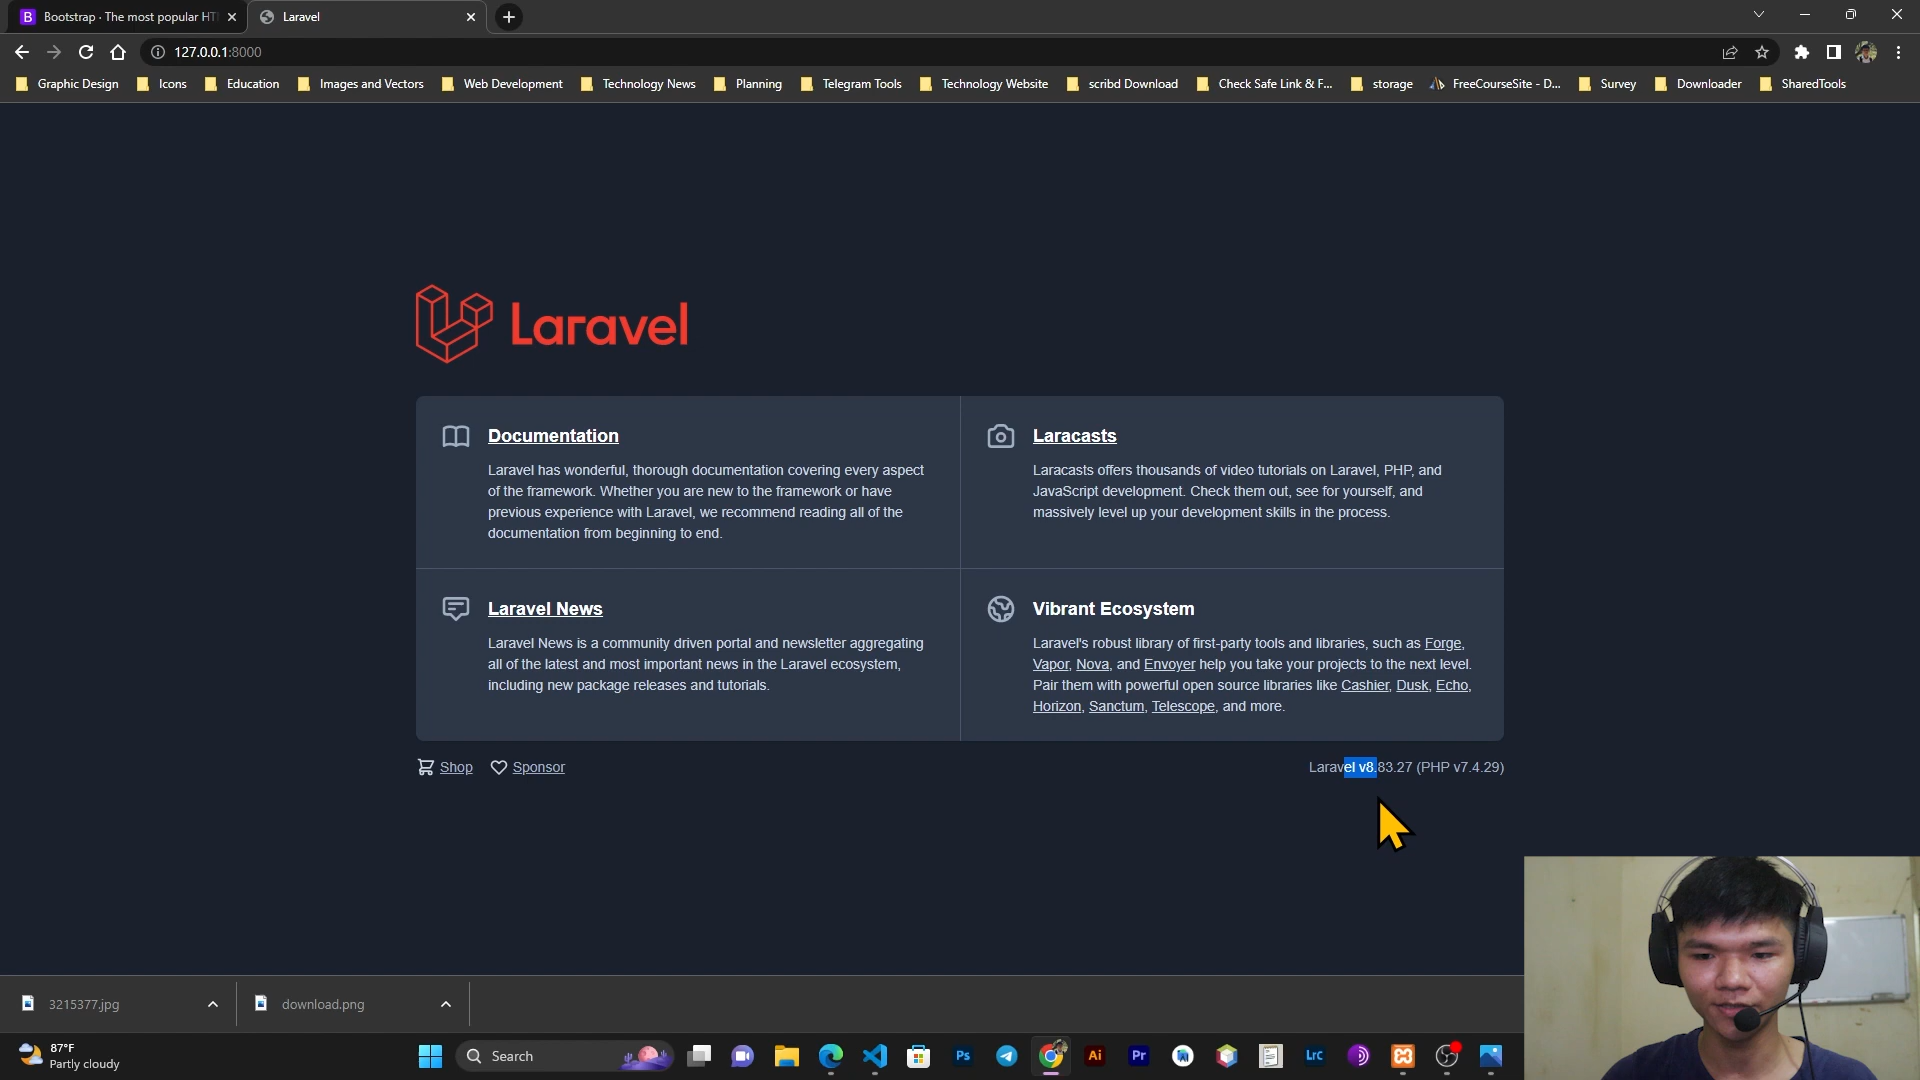 B Bootstrap · The most popular HT
Laravel
127.0.0.1:8000
Graphic Design
Icons
Education
Images and Vectors
Web Development
Technology News
Planning
Telegram Tools
Technology Website
scribd Download
Check Safe Link & F...
storage
FreeCourseSite - D...
Survey
Downloader
SharedTools
Laravel
Documentation
Laravel has wonderful, thorough documentation covering every aspect
of the framework. Whether you are new to the framework or have
previous experience with Laravel, we recommend reading all of the
documentation from beginning to end.
Laracasts
Laracasts offers thousands of video tutorials on Laravel, PHP, and
JavaScript development. Check them out, see for yourself, and
massively level up your development skills in the process.
Laravel News
Laravel News is a community driven portal and newsletter aggregating
all of the latest and most important news in the Laravel ecosystem,
including new package releases and tutorials.
Vibrant Ecosystem
Laravel's robust library of first-party tools and libraries, such as Forge,
Vapor, Nova, and Envoyer help you take your projects to the next level.
Pair them with powerful open source libraries like Cashier, Dusk, Echo,
Horizon, Sanctum, Telescope, and more.
Shop
Sponsor
Laravel v8.83.27 (PHP v7.4.29)
3215377.jpg
download.png
87°F
Partly cloudy
Search
Ps
Ai
Pr
Lrc